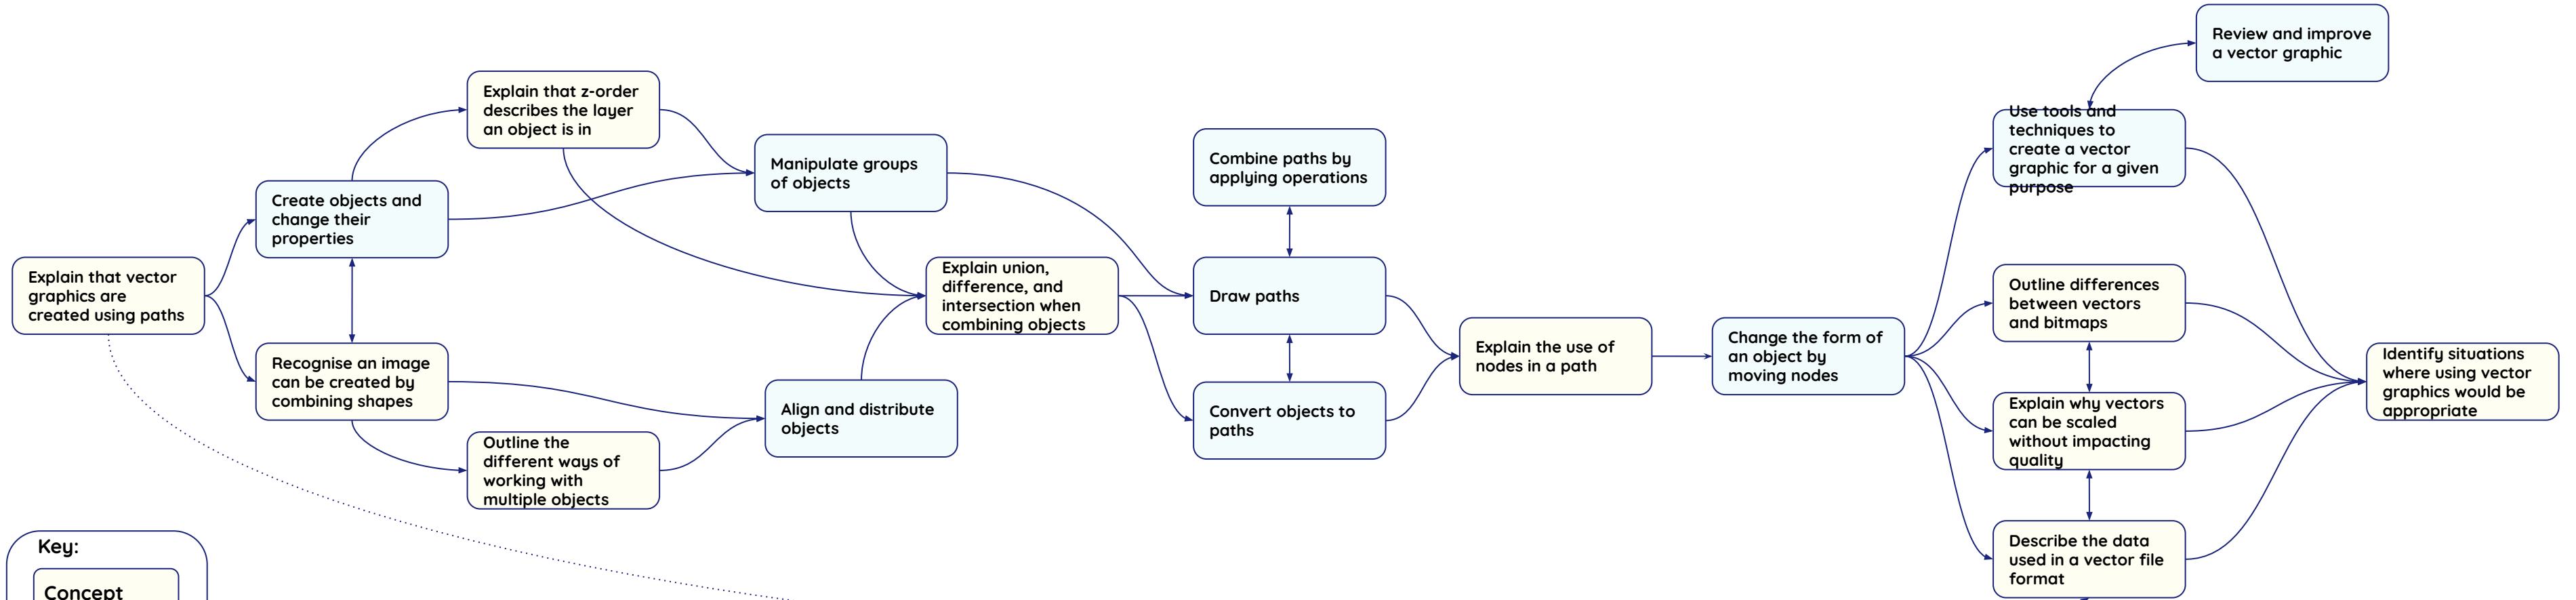 Explain that vector
graphics are
created using paths
Create objects and
change their
properties
Recognise an image
can be created by
combining shapes
Explain that z-order
describes the layer
an object is in
Outline the
different ways of
working with
multiple objects
Manipulate groups
of objects
Align and distribute
objects
Explain union,
difference, and
intersection when
combining objects
Combine paths by
applying operations
Draw paths
Convert objects to
paths
Explain the use of
nodes in a path
Change the form of
an object by
moving nodes
Review and improve
a vector graphic
Use tools and
techniques to
create a vector
graphic for a given
purpose
Outline differences
between vectors
and bitmaps
Explain why vectors
can be scaled
without impacting
quality
Describe the data
used in a vector file
format
Identify situations
where using vector
graphics would be
appropriate
Key:
Concept